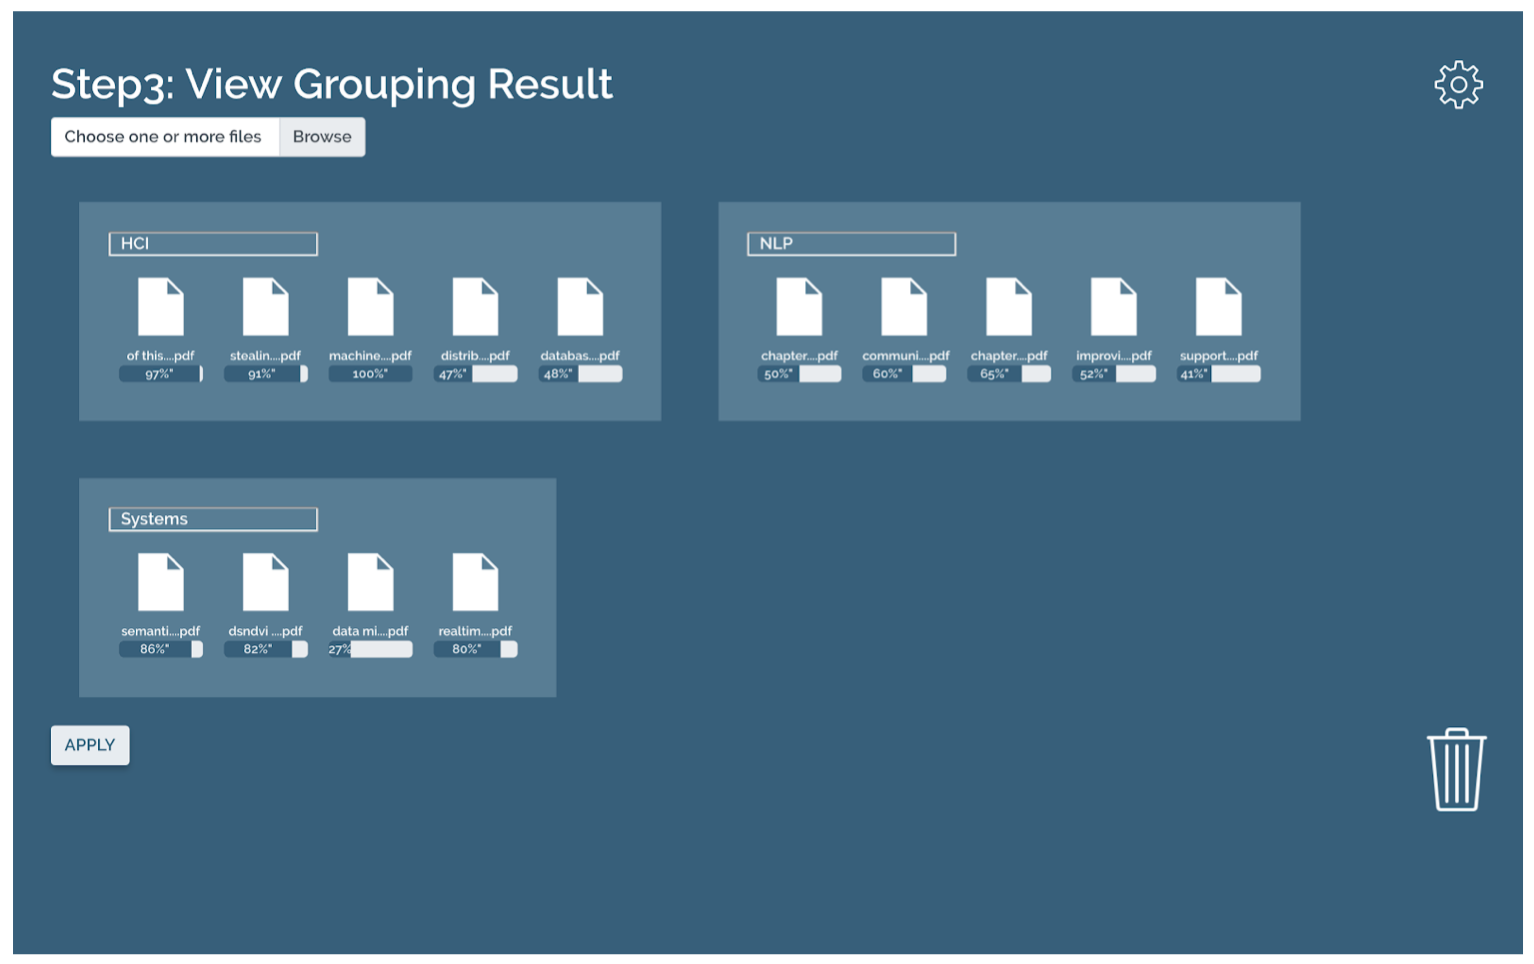 Step3: View Grouping Result
Choose one or more files Browse
HCI
of this....pdf stealin....pdf machine....pdf distrib....pdf databas....pdf
97%" 91%" 100%" 47%" 48%"
NLP
chapter....pdf communi....pdf chapter....pdf improvi....pdf support....pdf
50%" 60%" 65%" 52%" 41%"
Systems
semanti....pdf dsndvi ....pdf data mi....pdf realtim....pdf
86%" 82%" 27% 80%"
APPLY